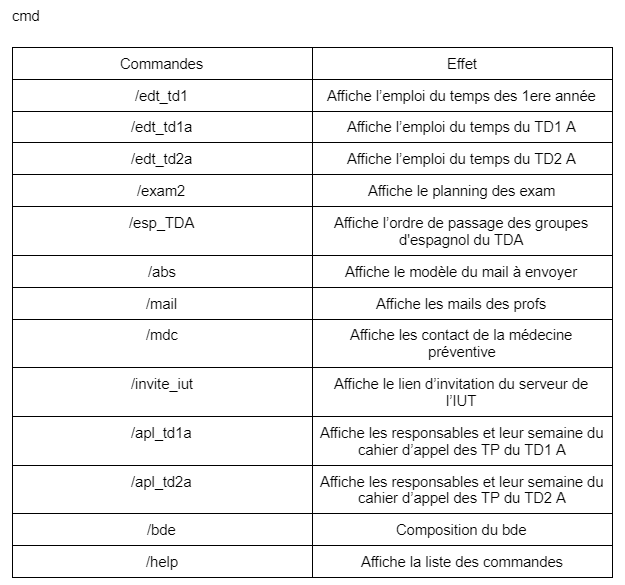 cmd
Commandes Effet
/edt_td1 Affiche l’emploi du temps des 1ere année
/edt_td1a Affiche l’emploi du temps du TD1 A
/edt_td2a Affiche l’emploi du temps du TD2 A
/exam2 Affiche le planning des exam
/esp_TDA Affiche l’ordre de passage des groupes
d'espagnol du TDA
/abs Affiche le modèle du mail à envoyer
/mail Affiche les mails des profs
/mdc Affiche les contact de la médecine
préventive
/invite_iut Affiche le lien d’invitation du serveur de
l’IUT
/apl_td1a Affiche les responsables et leur semaine du
cahier d’appel des TP du TD1 A
/apl_td2a Affiche les responsables et leur semaine du
cahier d’appel des TP du TD2 A
/bde Composition du bde
/help Affiche la liste des commandes